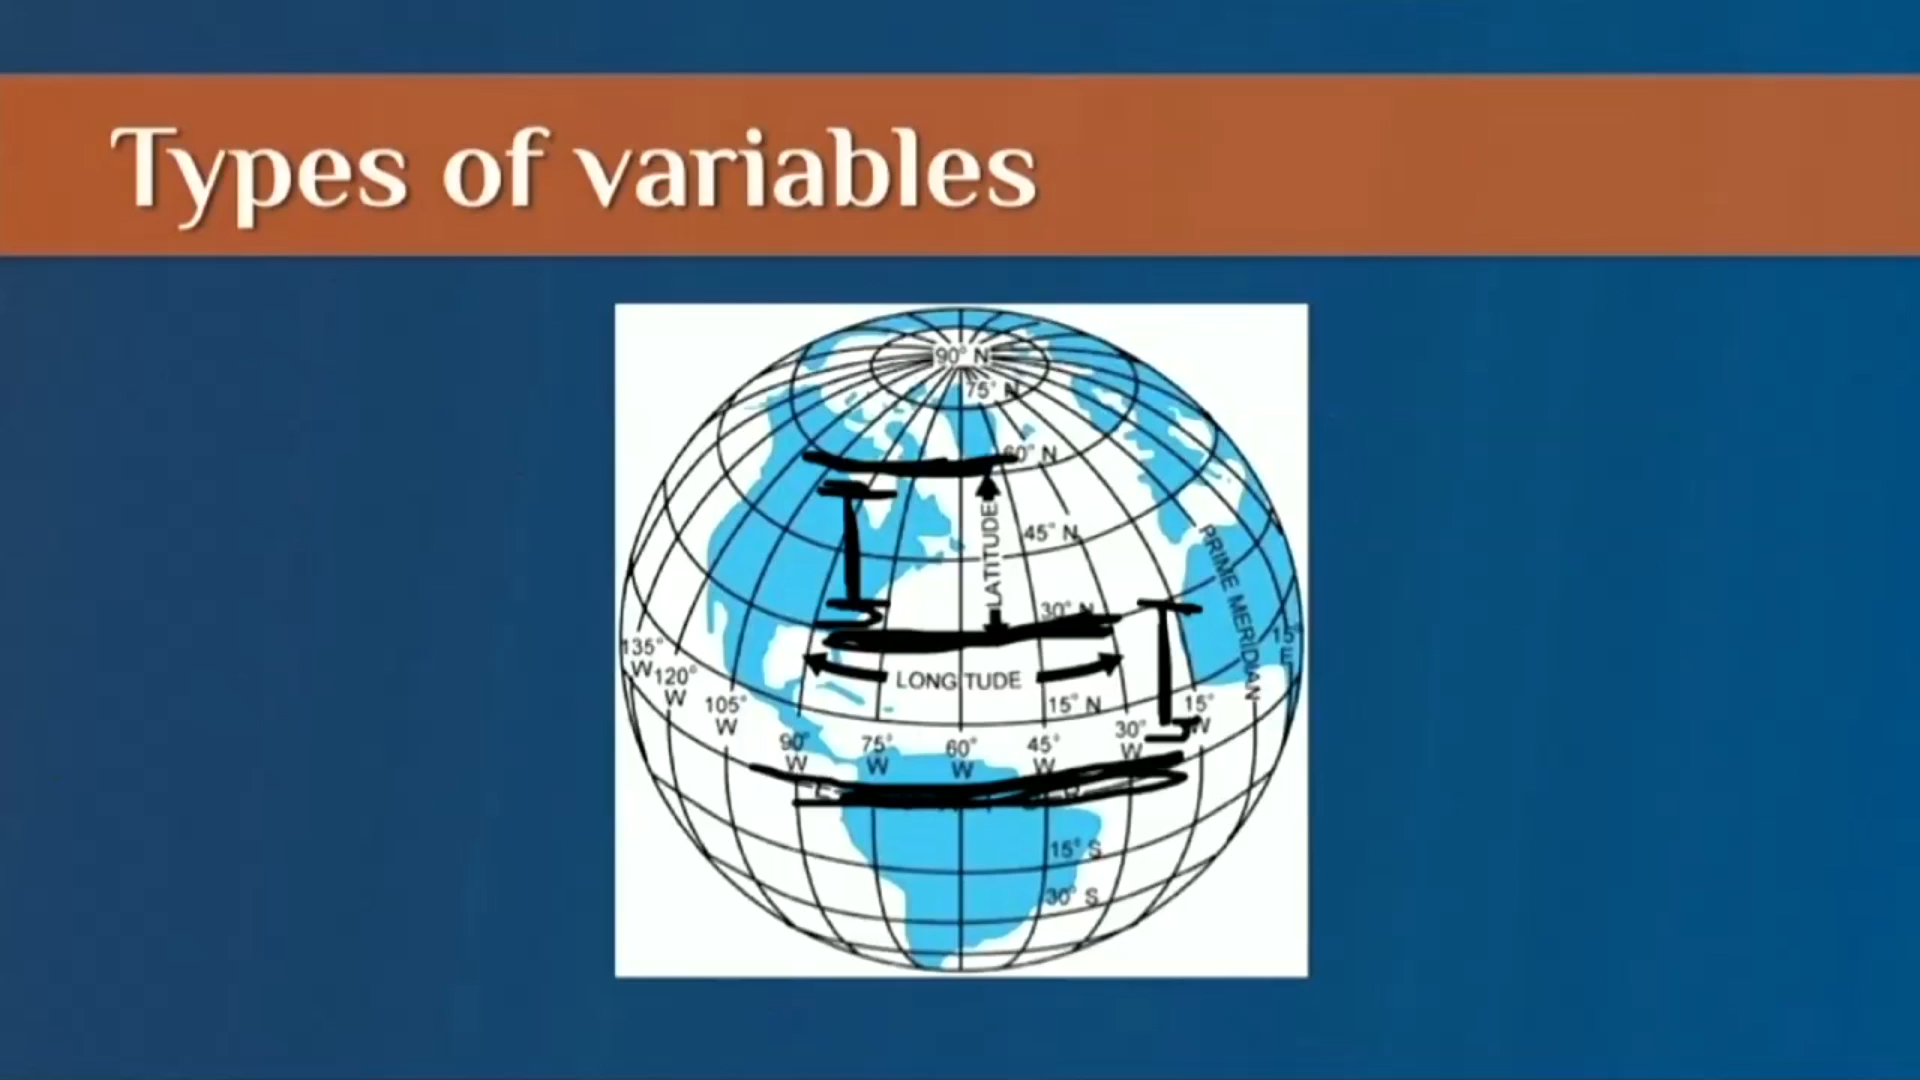 Types of variables
90° N
75° N
60° N
45° N
LATITUDE
PRIME MERIDIAN
30° N
15° E
135° W
120° W
LONGITUDE
105° W
15° N
15° W
30° W
90° W
75° W
60° W
45° W
15° S
30° S